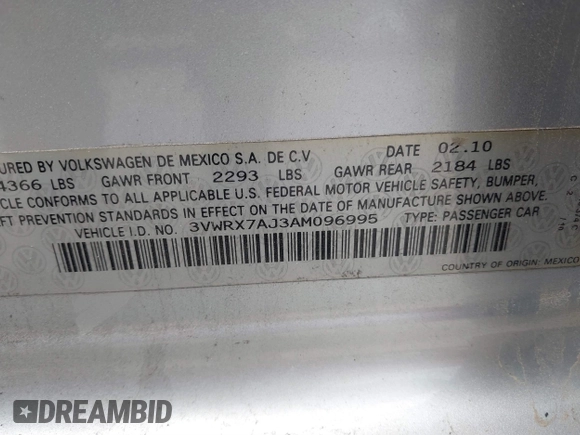 URED BY VOLKSWAGEN DE MEXICO S.A. DE C.V DATE 02.10
4366 LBS GAWR FRONT 2293 LBS GAWR REAR 2184 LBS
ICLE CONFORMS TO ALL APPLICABLE U.S. FEDERAL MOTOR VEHICLE SAFETY, BUMPER,
FT PREVENTION STANDARDS IN EFFECT ON THE DATE OF MANUFACTURE SHOWN ABOVE.
VEHICLE I.D. NO. 3VWRX7AJ3AM096995 TYPE: PASSENGER CAR
COUNTRY OF ORIGIN: MEXICO
DREAMBID